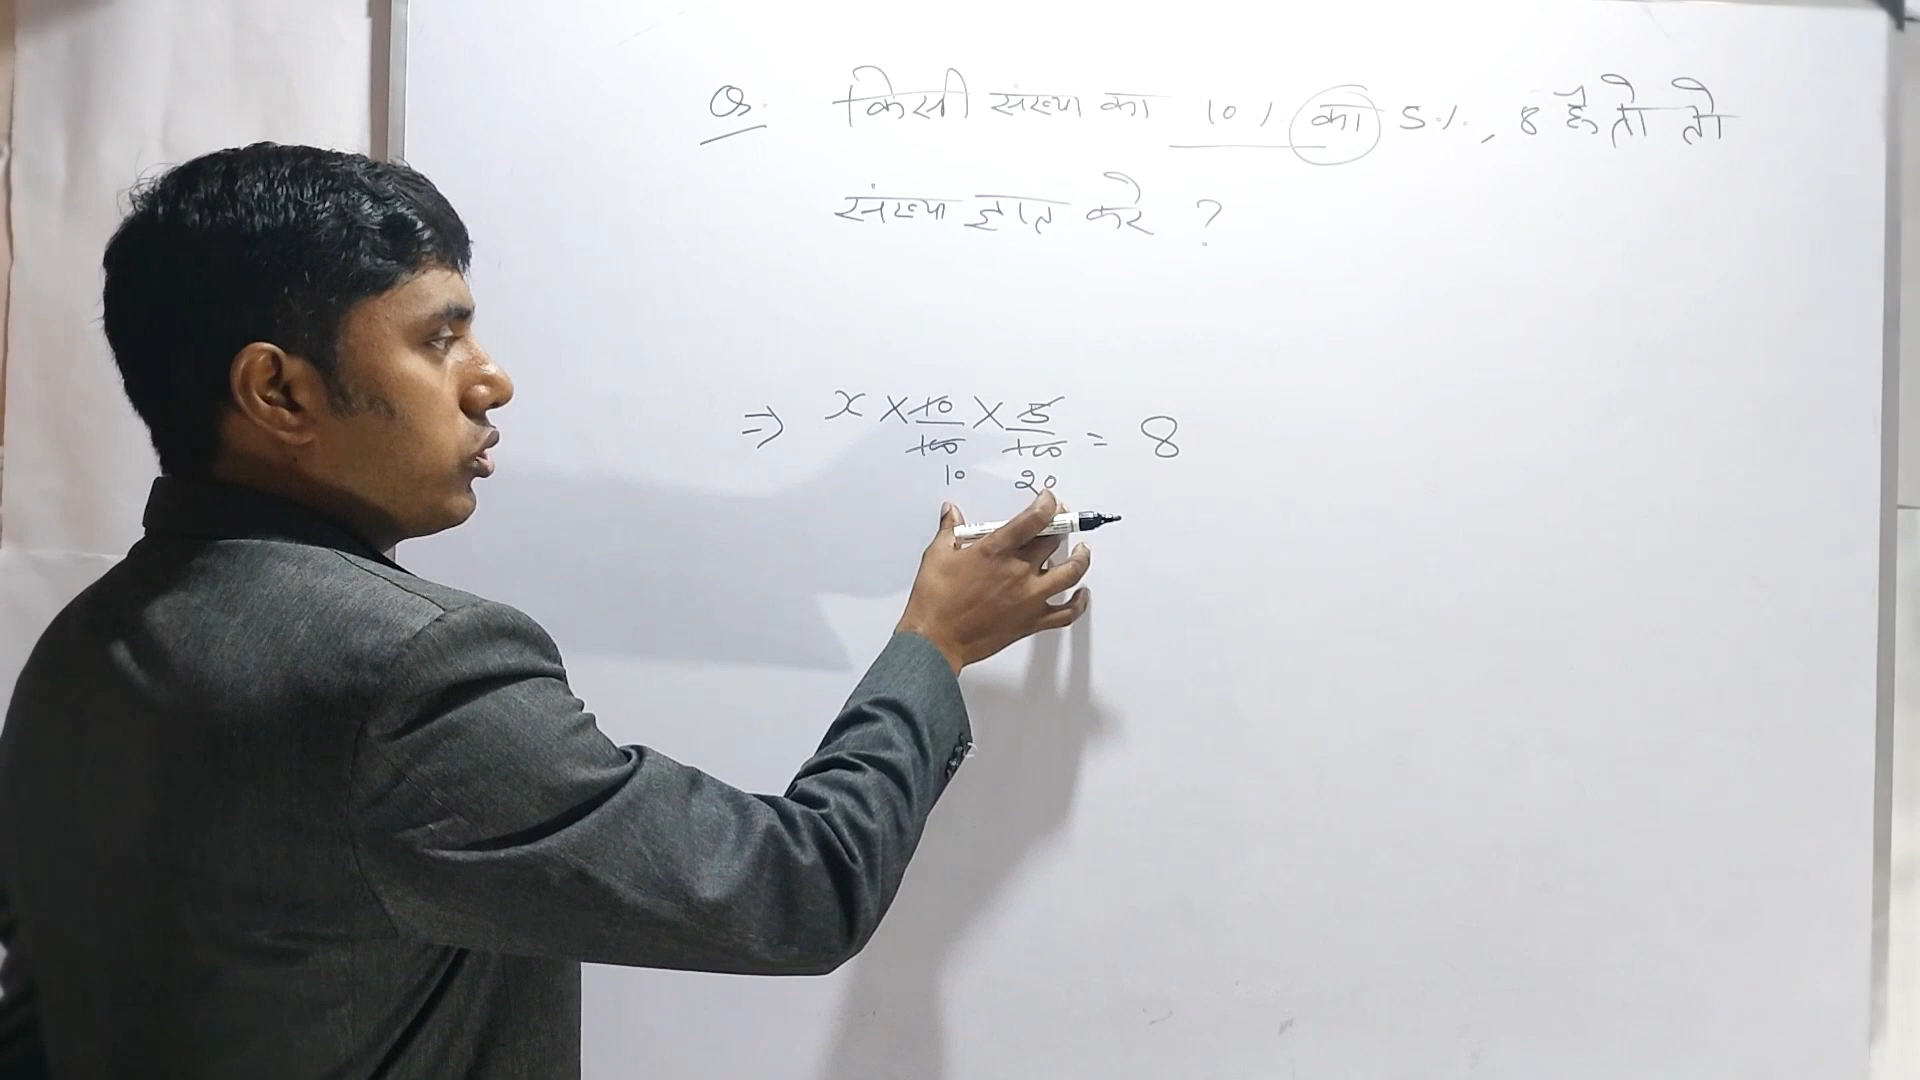 Q. किसी संख्या का 10% का 5%, 8 है तो तो
संख्या ज्ञात करे ?
⇒ x × 10/100 × 5/100 = 8
10 20